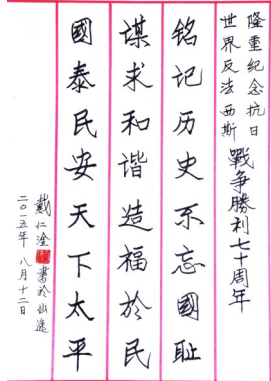 隆重纪念抗日
世界反法西斯
戰争勝利七十周年
铭记历史不忘國耻
谋求和谐造福於民
國泰民安天下太平
戴仁淦書於仙遊
二〇一五年八月十二日